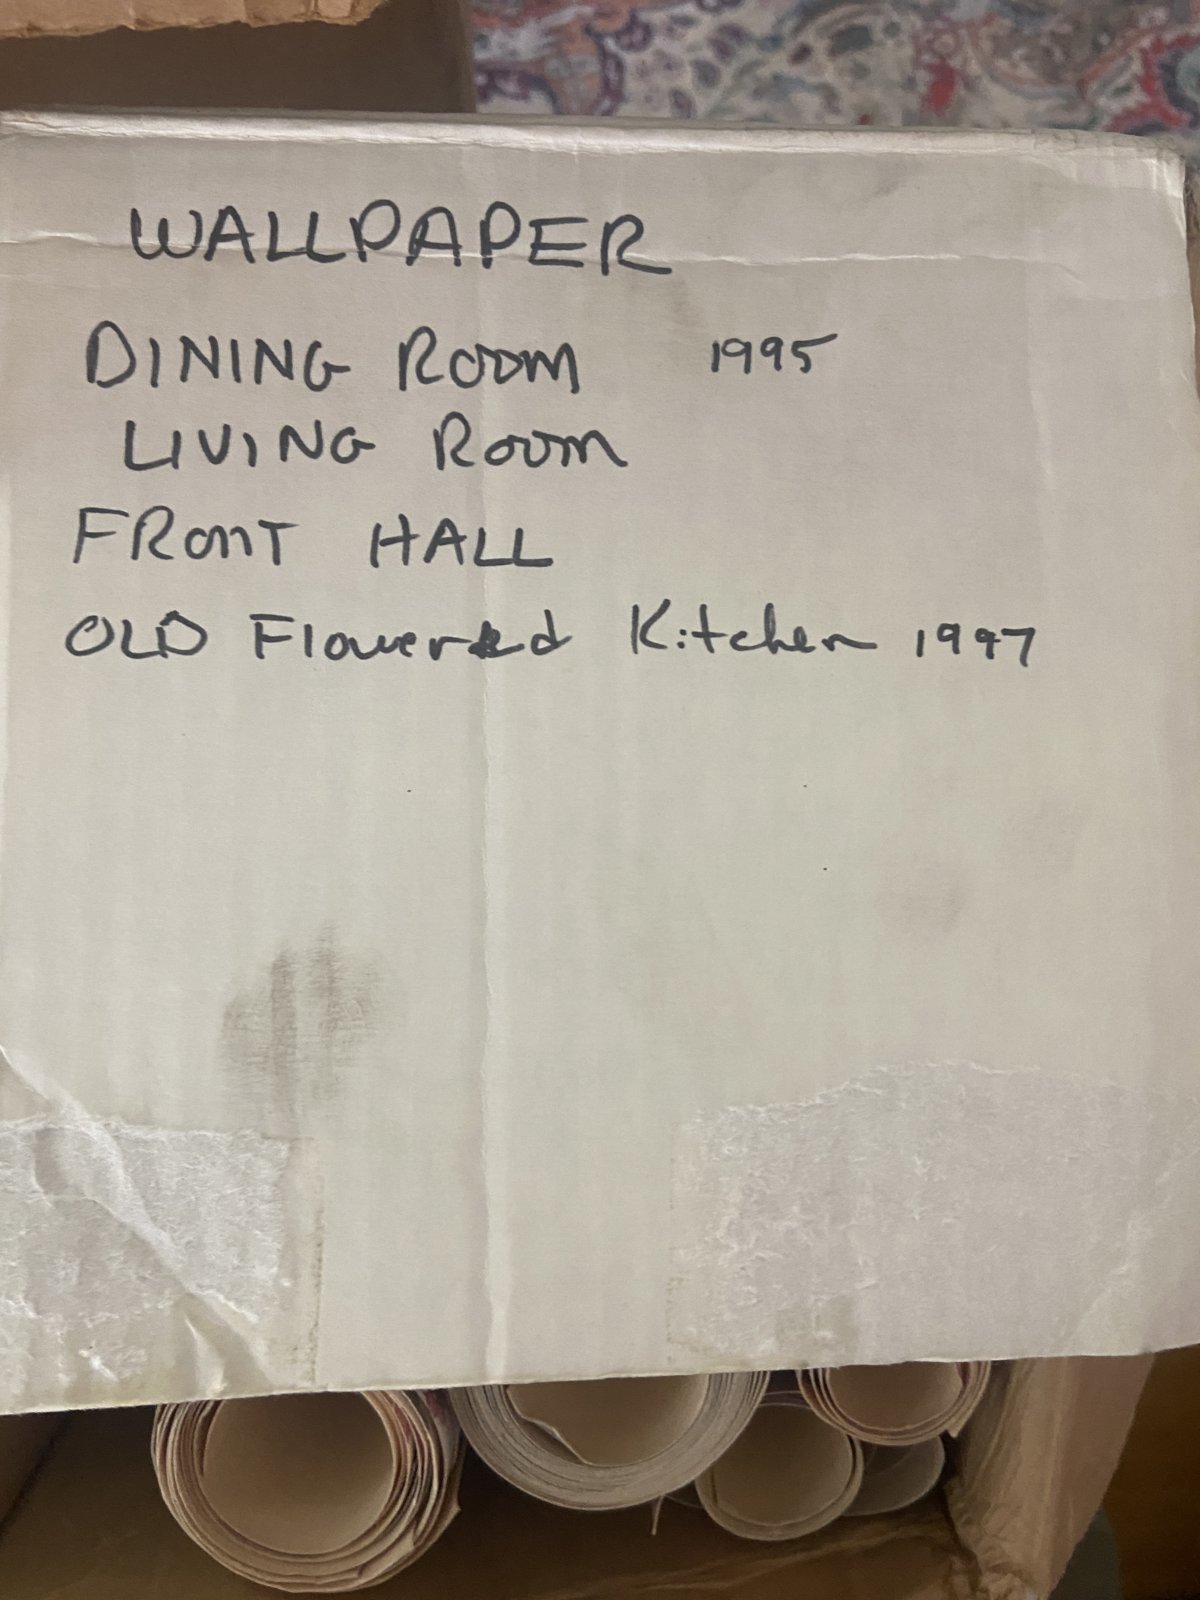 WALLPAPER
DINING ROOM 1995
LIVING ROOM
FRONT HALL
OLD Flowered Kitchen 1997